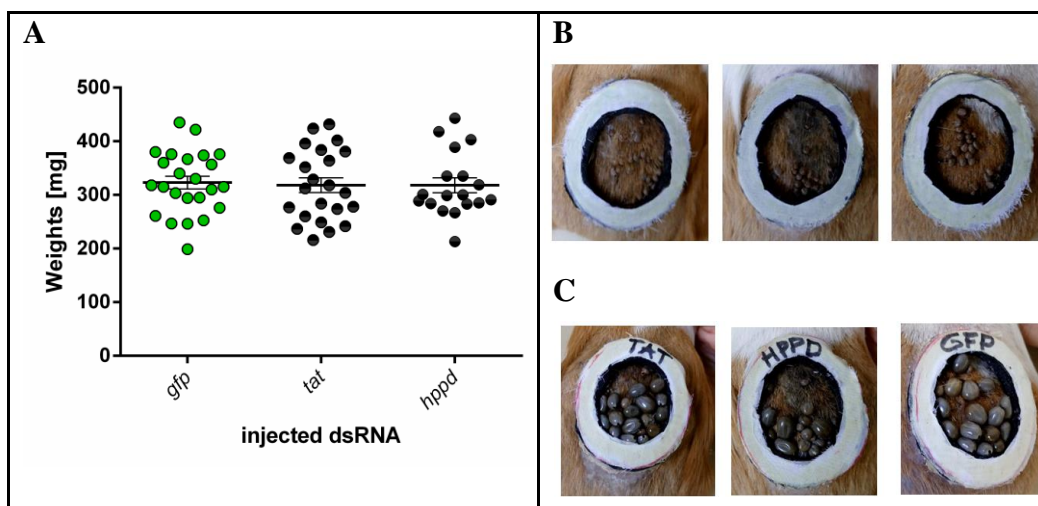 A
500
400
300
200
100
0
Weights [mg]
gfp
tat
hppd
injected dsRNA
B
C
TAT
HPPD
GFP